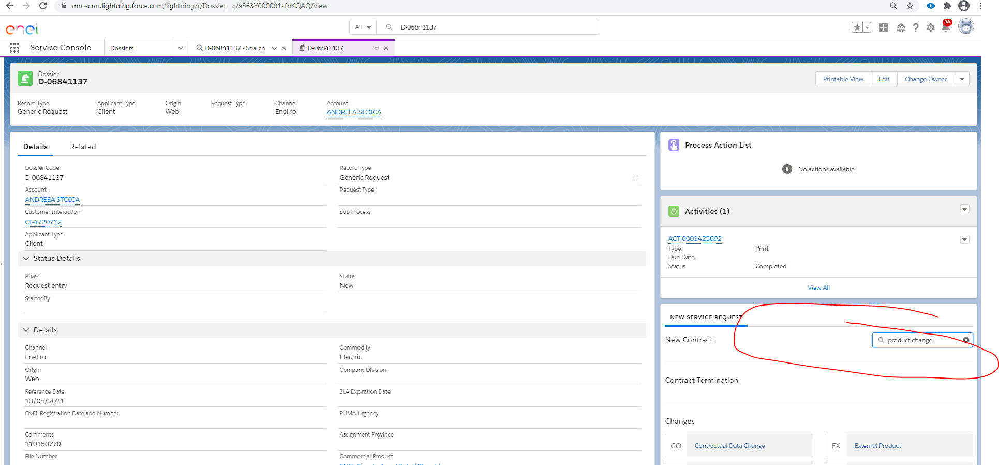 mro-crm.lightning.force.com/lightning/r/Dossier__c/a363Y000001xfpKQAQ/view
enel
All
D-06841137
14
Service Console
Dossiers
D-06841137 - Search
D-06841137
Dossier
D-06841137
Printable View
Edit
Change Owner
Record Type
Generic Request
Applicant Type
Client
Origin
Web
Request Type
Channel
Enel.ro
Account
ANDREEA STOICA
Details
Related
Dossier Code
D-06841137
Record Type
Generic Request
Account
ANDREEA STOICA
Request Type
Customer Interaction
CI-4720712
Sub Process
Applicant Type
Client
Status Details
Phase
Request entry
Status
New
StartedBy
Details
Channel
Enel.ro
Commodity
Electric
Origin
Web
Company Division
Reference Date
13/04/2021
SLA Expiration Date
ENEL Registration Date and Number
PUMA Urgency
Comments
110150770
Assignment Province
File Number
Commercial Product
Process Action List
No actions available.
Activities (1)
ACT-0003425692
Type:
Print
Due Date:
Status:
Completed
View All
NEW SERVICE REQUEST
New Contract
product change
Contract Termination
Changes
CO
Contractual Data Change
EX
External Product